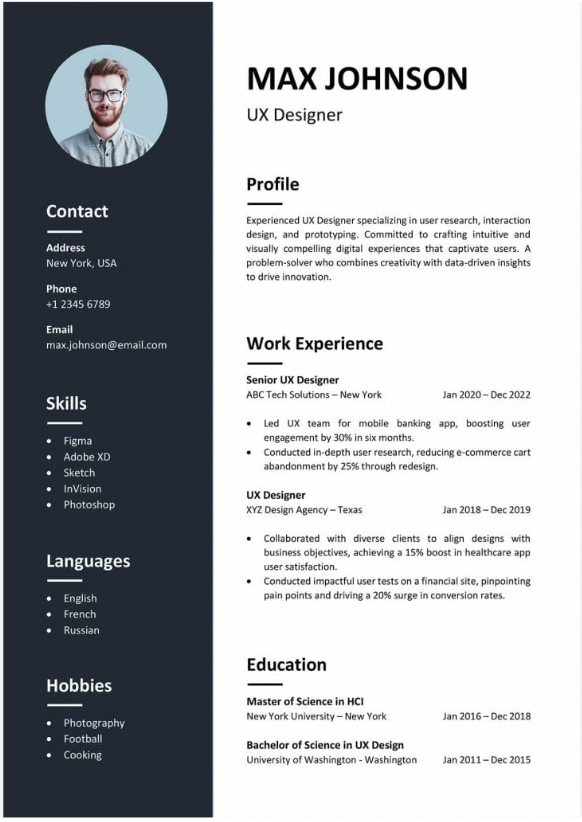 MAX JOHNSON
UX Designer
Contact
Address
New York, USA
Phone
+1 2345 6789
Email
max.johnson@email.com
Skills
• Figma
• Adobe XD
• Sketch
• InVision
• Photoshop
Languages
• English
• French
• Russian
Hobbies
• Photography
• Football
• Cooking
Profile
Experienced UX Designer specializing in user research, interaction
design, and prototyping. Committed to crafting intuitive and
visually compelling digital experiences that captivate users. A
problem-solver who combines creativity with data-driven insights
to drive innovation.
Work Experience
Senior UX Designer
ABC Tech Solutions – New York Jan 2020 – Dec 2022
• Led UX team for mobile banking app, boosting user
engagement by 30% in six months.
• Conducted in-depth user research, reducing e-commerce cart
abandonment by 25% through redesign.
UX Designer
XYZ Design Agency – Texas Jan 2018 – Dec 2019
• Collaborated with diverse clients to align designs with
business objectives, achieving a 15% boost in healthcare app
user satisfaction.
• Conducted impactful user tests on a financial site, pinpointing
pain points and driving a 20% surge in conversion rates.
Education
Master of Science in HCI
New York University – New York Jan 2016 – Dec 2018
Bachelor of Science in UX Design
University of Washington - Washington Jan 2011 – Dec 2015